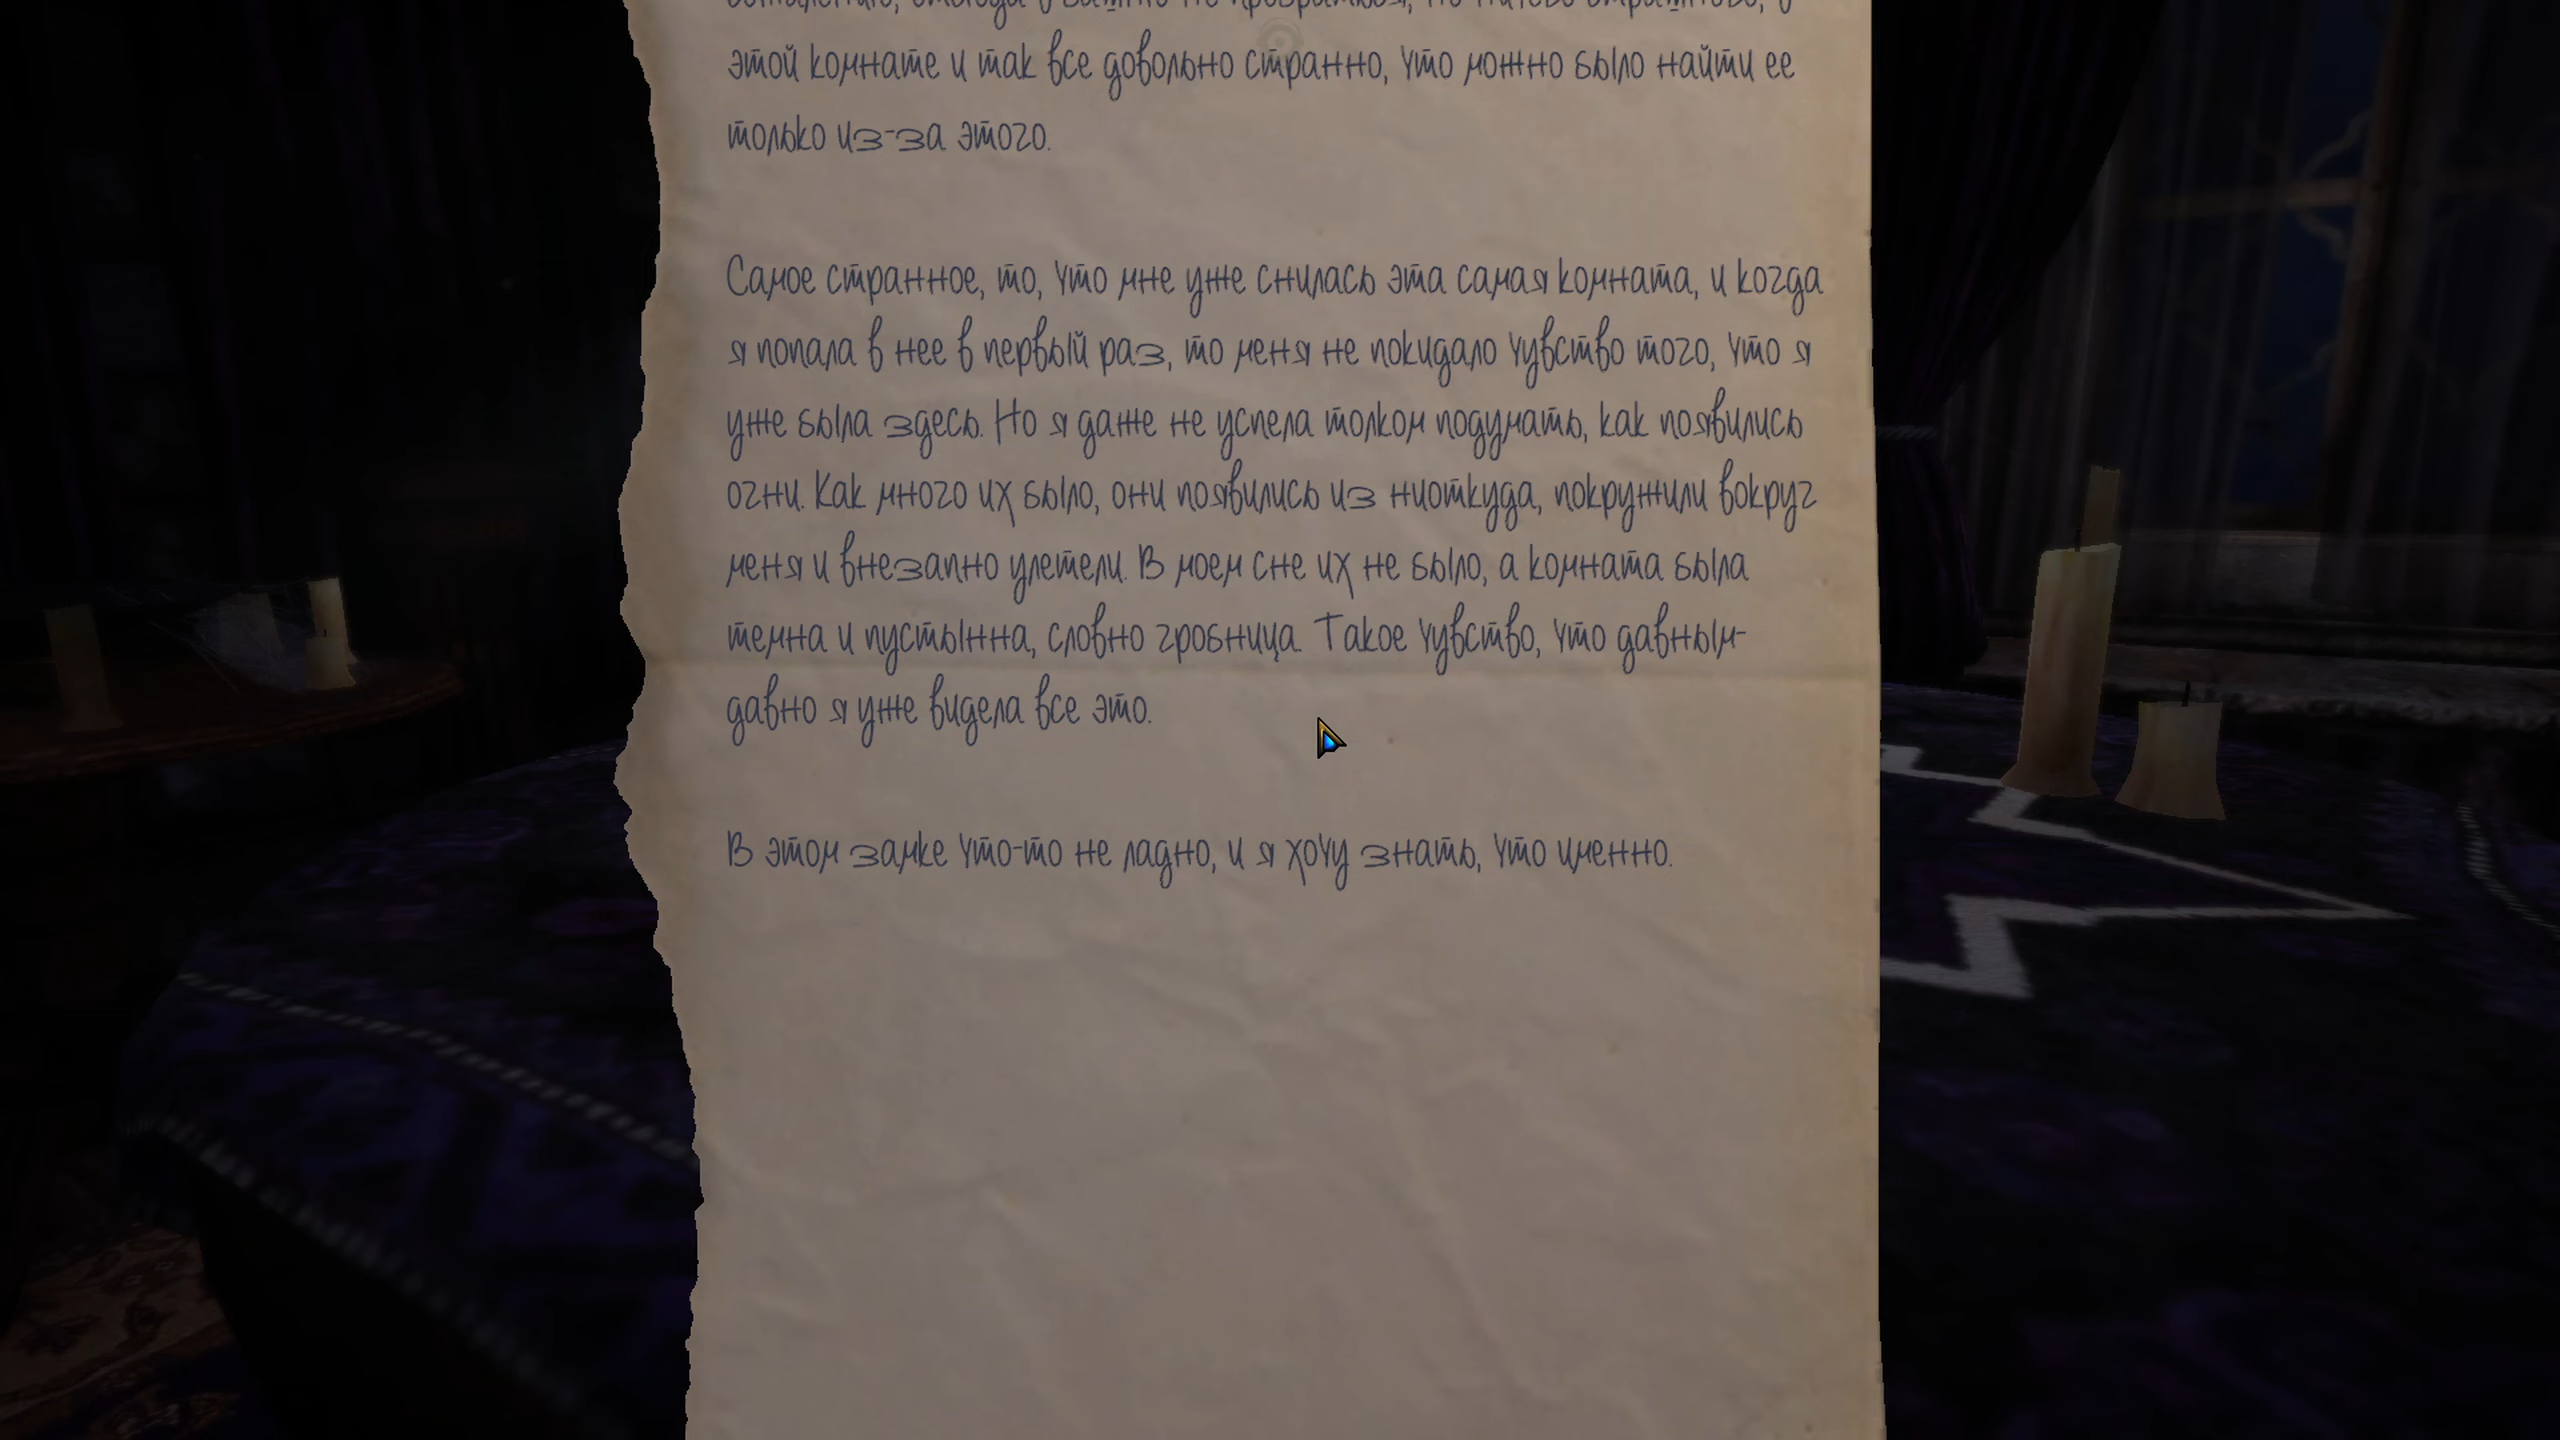 этой комнате и так все довольно странно, что можно было найти ее
только из-за этого.
Самое странное, то, что мне уже снилась эта самая комната, и когда
я попала в нее в первый раз, то меня не покидало чувство того, что я
уже была здесь. Но я даже не успела толком подумать, как появились
огни. Как много их было, они появились из ниоткуда, покружили вокруг
меня и внезапно улетели. В моем сне их не было, а комната была
темна и пустынна, словно гробница. Такое чувство, что давным-
давно я уже видела все это.
В этом замке что-то не ладно, и я хочу знать, что именно.